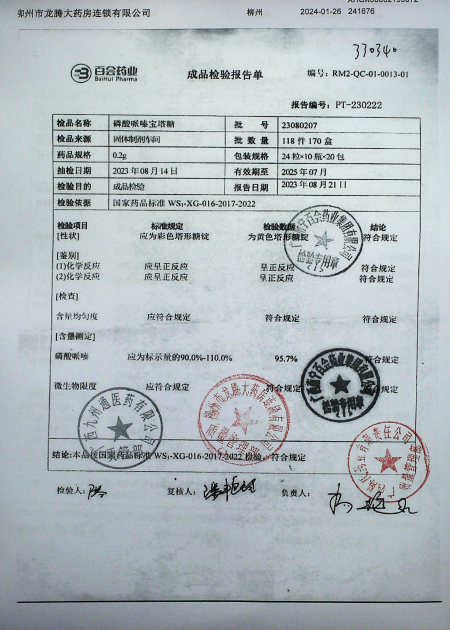 柳州市龙腾大药房连锁有限公司 柳州 2024-01-26 241676
330340
百会药业 BaiHui Pharma 成品检验报告单 编号：RM2-QC-01-0013-01
报告编号：PT-230222
检品名称 磷酸哌嗪宝塔糖 批号 23080207
检品来源 固体制剂车间 批数量 118件170盒
药品规格 0.2g 包装规格 24粒×10瓶×20包
抽检日期 2023年08月14日 有效期至 2025年07月
检验目的 成品检验 报告日期 2023年08月21日
检验依据 国家药品标准 WS₁-XG-016-2017-2022
检验项目 标准规定 检验数据 结论
[性状] 应为彩色塔形糖锭 为黄色塔形糖锭 符合规定
[鉴别]
(1)化学反应 应呈正反应 呈正反应 符合规定
(2)化学反应 应呈正反应 呈正反应 符合规定
[检查]
含量均匀度 应符合规定 符合规定 符合规定
[含量测定]
磷酸哌嗪 应为标示量的90.0%-110.0% 95.7% 符合规定
微生物限度 应符合规定 符合规定 符合规定
结论：本品按国家药品标准 WS₁-XG-016-2017-2022 检验，符合规定
检验人： 复核人： 负责人：